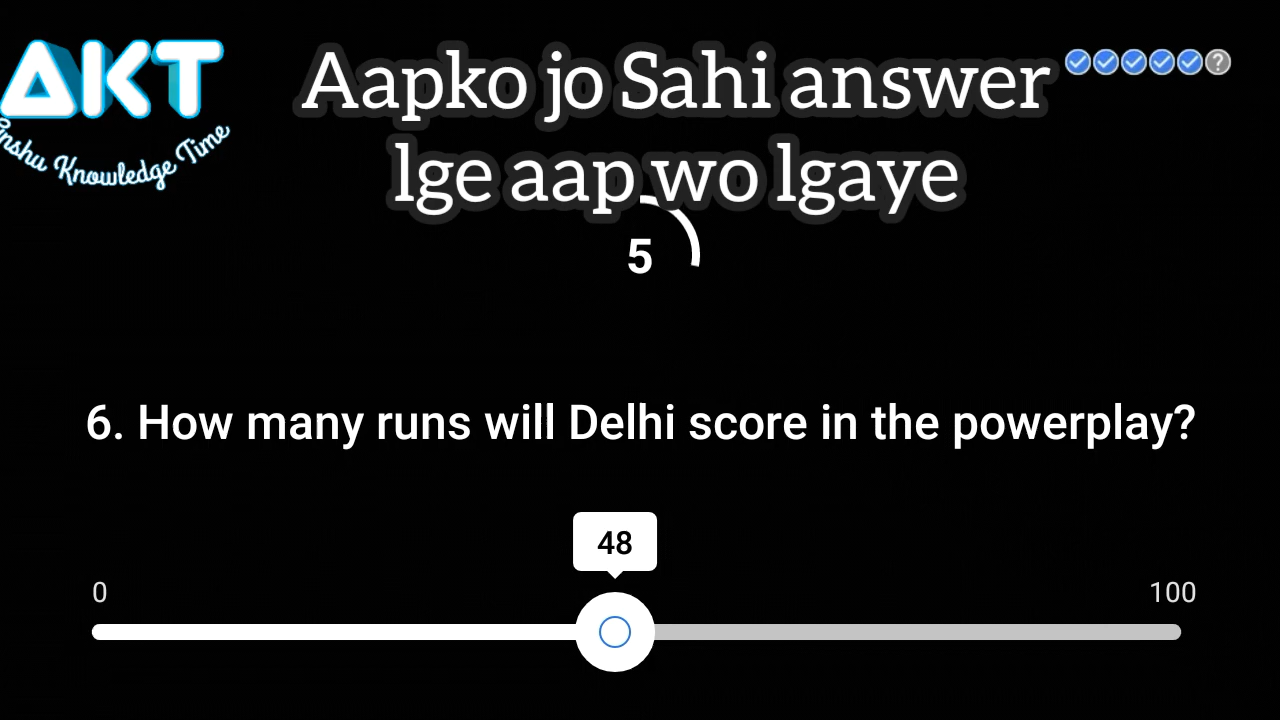 AKT
Aapko jo Sahi answer
lge aap wo lgaye
?
Knowledge Time
5
6. How many runs will Delhi score in the powerplay?
48
0
100